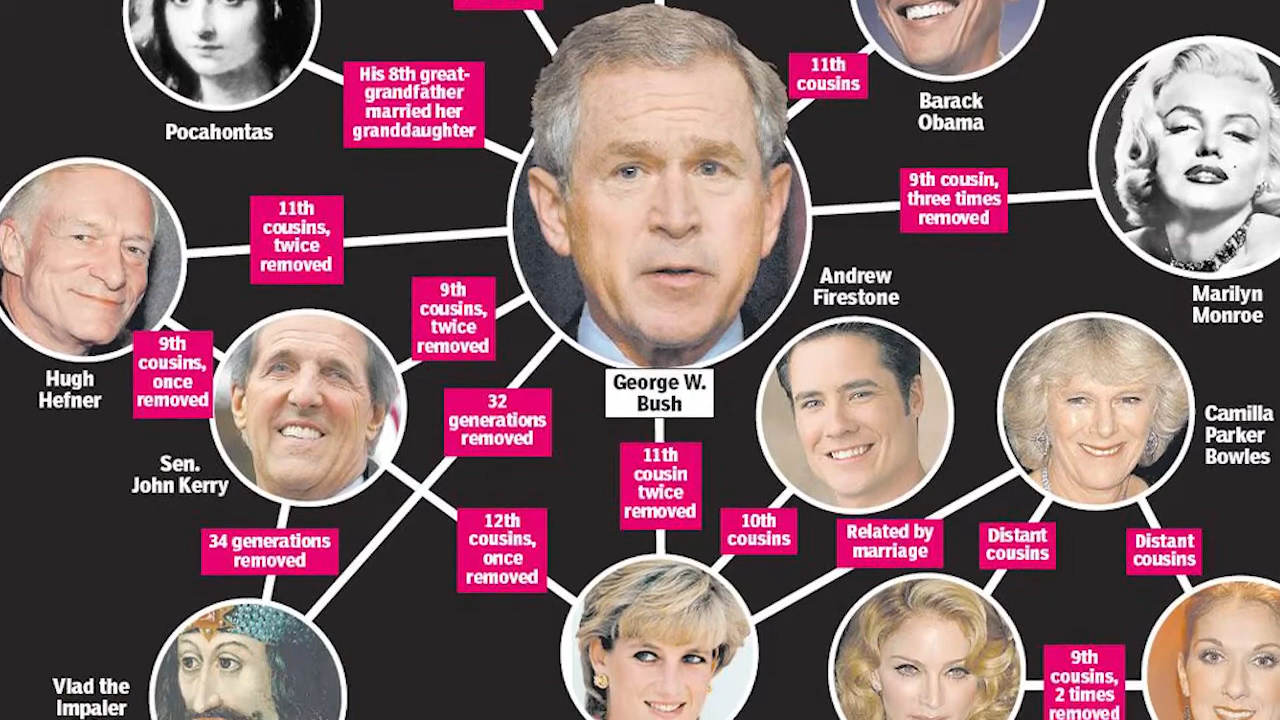 His 8th great-
grandfather
married her
granddaughter
Pocahontas
11th
cousins
Barack
Obama
9th cousin,
three times
removed
11th
cousins,
twice
removed
Marilyn
Monroe
Andrew
Firestone
9th
cousins,
twice
removed
Hugh
Hefner
9th
cousins,
once
removed
George W.
Bush
32
generations
removed
Camilla
Parker
Bowles
Sen.
John Kerry
11th
cousin
twice
removed
34 generations
removed
12th
cousins,
once
removed
10th
cousins
Related by
marriage
Distant
cousins
Distant
cousins
Vlad the
Impaler
9th
cousins,
2 times
removed